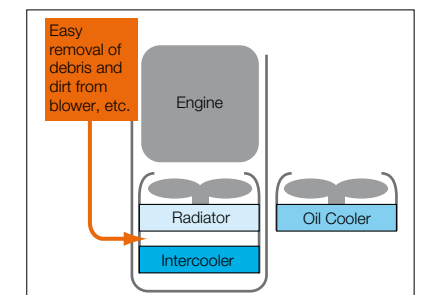 Easy
removal of
debris and
dirt from
blower, etc.
Engine
Radiator
Oil Cooler
Intercooler